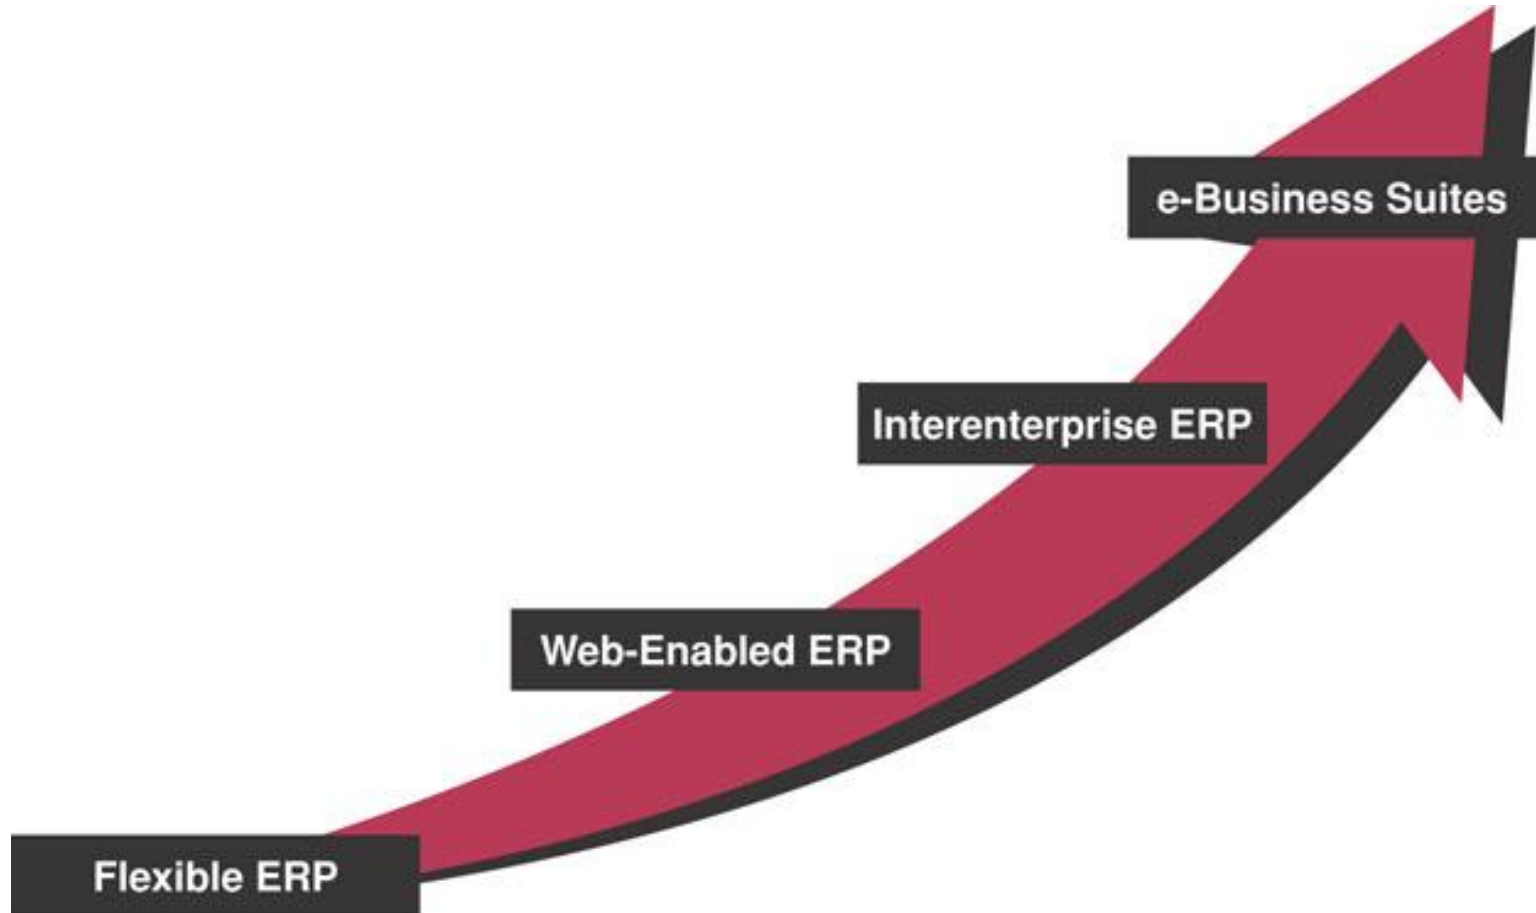 e-Business Suites
Interenterprise ERP
Web-Enabled ERP
Flexible ERP